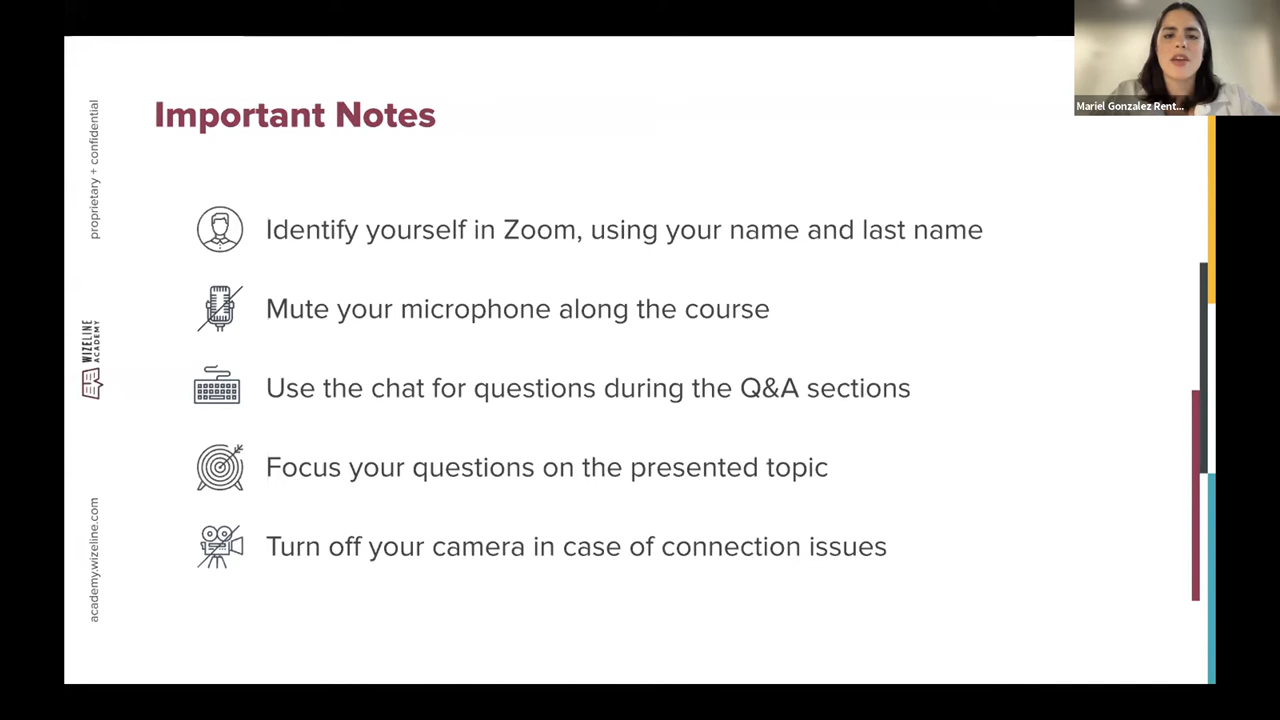 Mariel Gonzalez Rent...
Important Notes
Identify yourself in Zoom, using your name and last name
Mute your microphone along the course
Use the chat for questions during the Q&A sections
Focus your questions on the presented topic
Turn off your camera in case of connection issues
proprietary + confidential
WIZELINE
ACADEMY
academy.wizeline.com